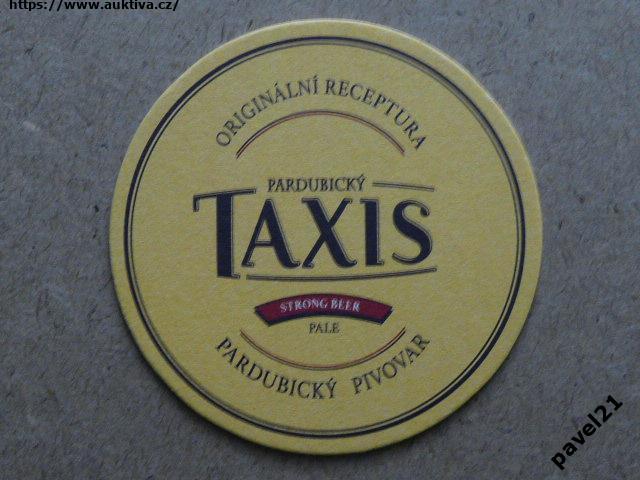 https://www.auktiva.cz/
ORIGINÁLNÍ RECEPTURA
PARDUBICKÝ
TAXIS
STRONG BEER
PALE
PARDUBICKÝ PIVOVAR
pavel21